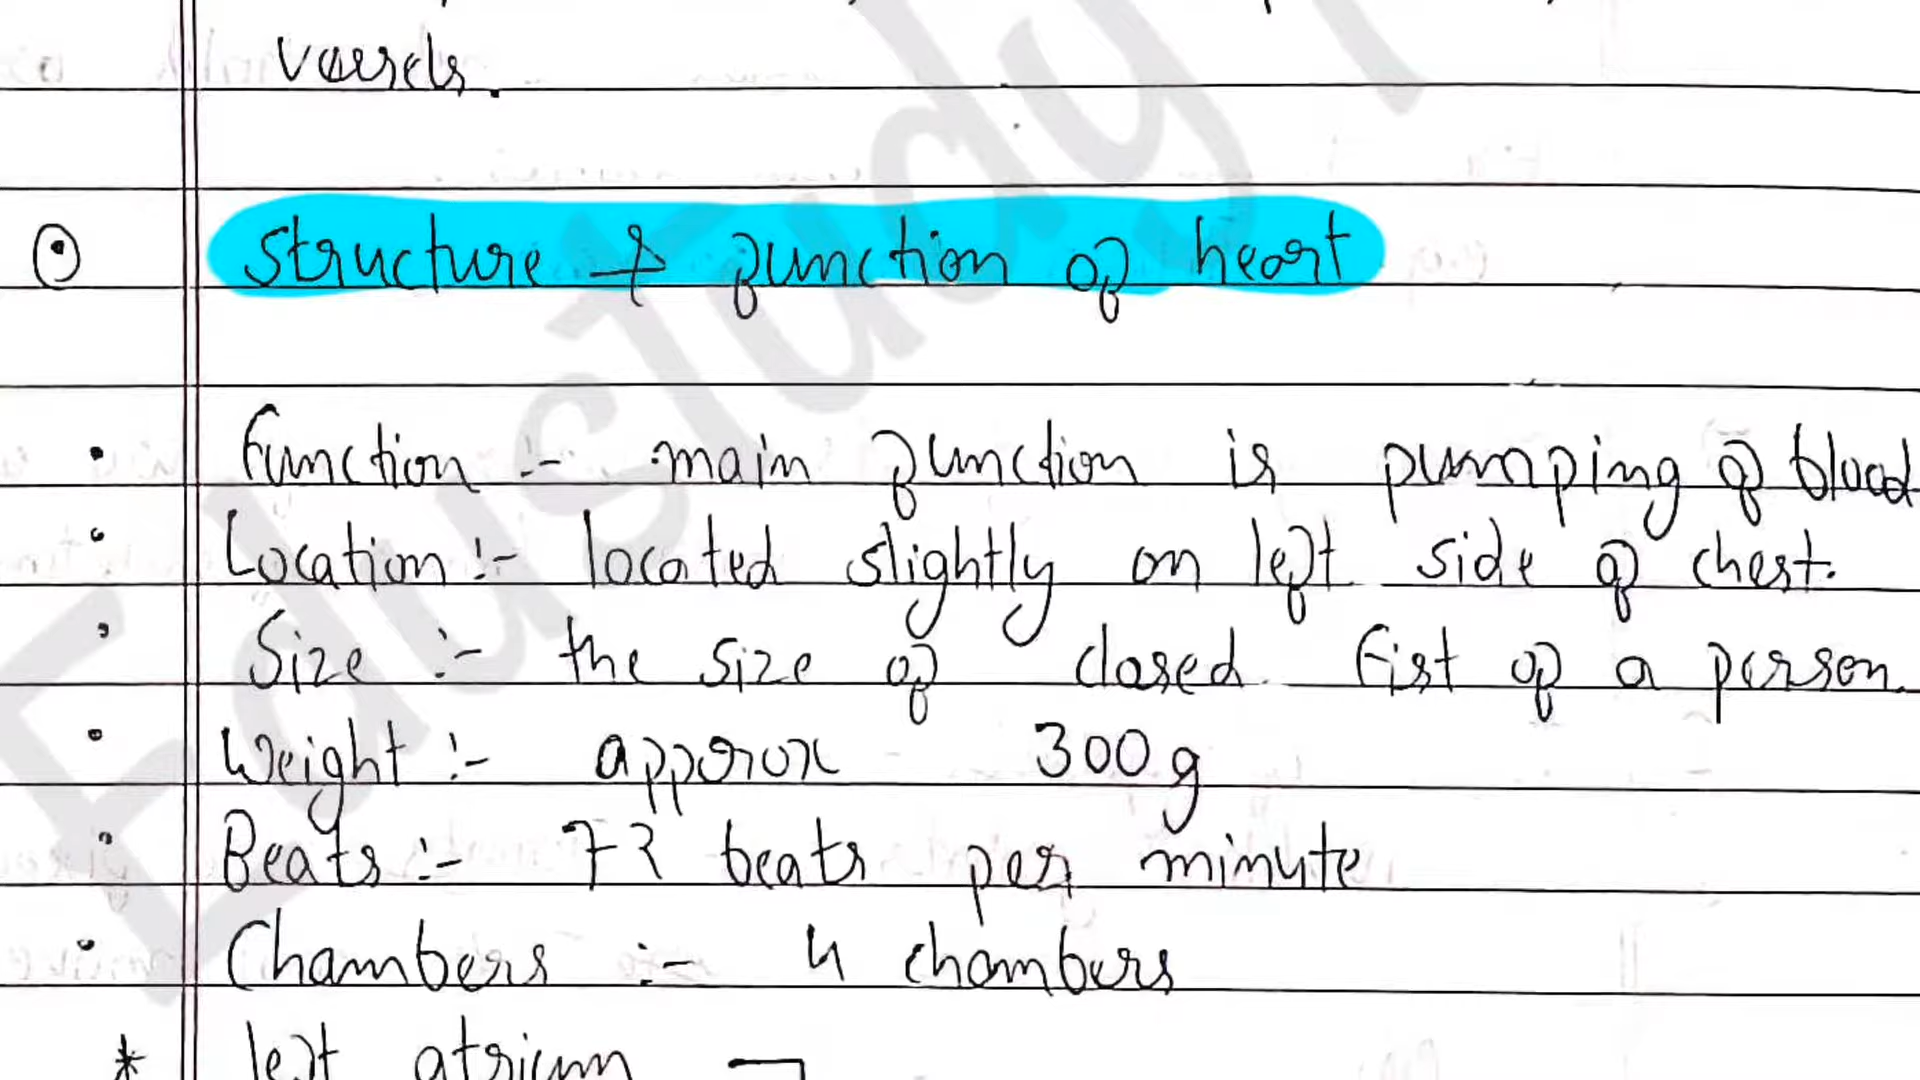 vessels.
Structure & function of heart
Function :- main function is pumping of blood
Location :- located slightly on left side of chest.
Size :- the size of closed fist of a person.
Weight :- approx 300g
Beats :- 72 beats per minute
Chambers :- 4 chambers
* left atrium
EduStudy